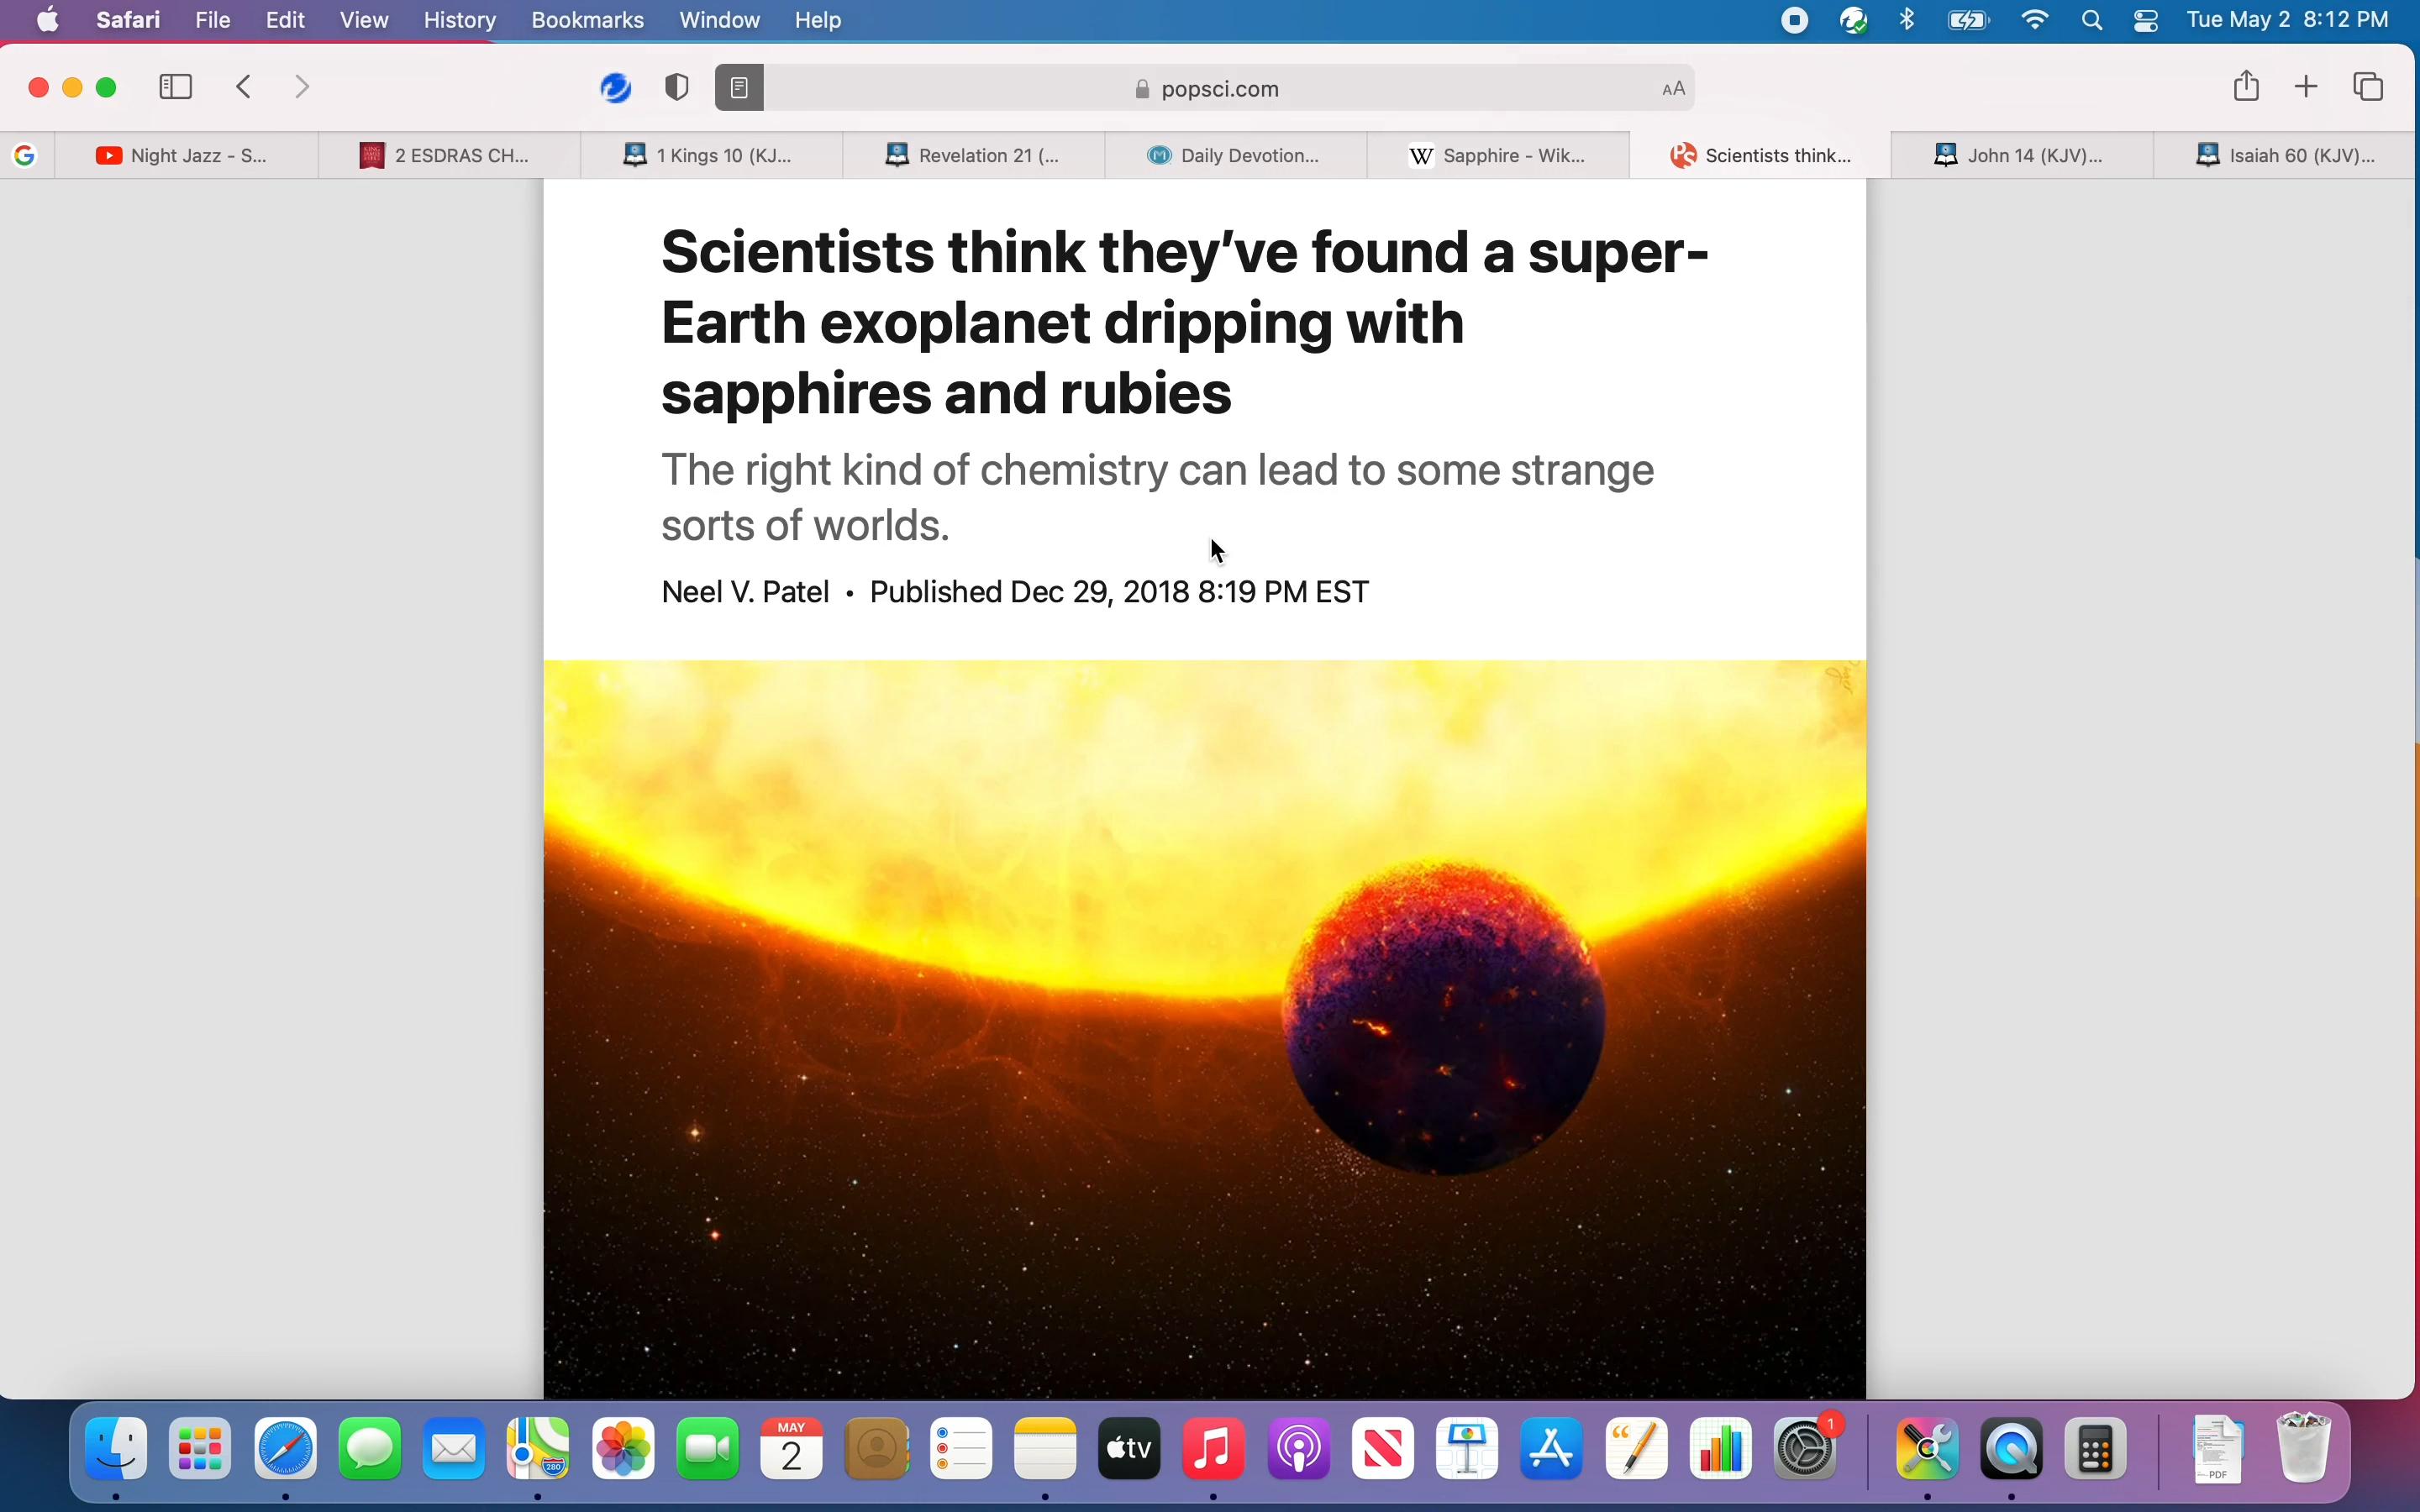 Safari File Edit View History Bookmarks Window Help Tue May 2 8:12 PM
popsci.com AA
Night Jazz - S... 2 ESDRAS CH... 1 Kings 10 (KJ... Revelation 21 (... Daily Devotion... Sapphire - Wik... Scientists think... John 14 (KJV)... Isaiah 60 (KJV)...
Scientists think they’ve found a super-
Earth exoplanet dripping with
sapphires and rubies
The right kind of chemistry can lead to some strange
sorts of worlds.
Neel V. Patel • Published Dec 29, 2018 8:19 PM EST
MAY
2
280
tv
1
PDF